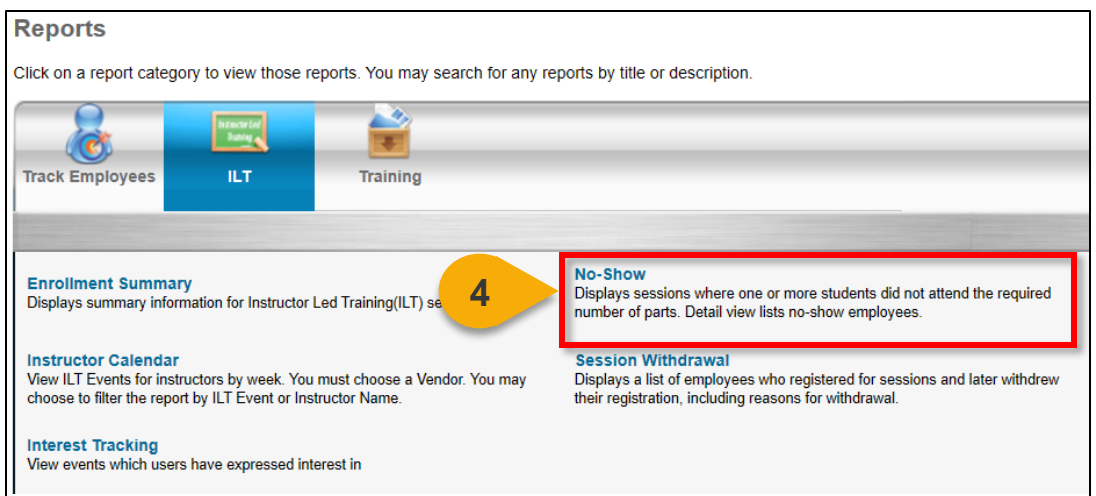 Reports
Click on a report category to view those reports. You may search for any reports by title or description.
Instructor Led
Training
Track Employees
ILT
Training
Enrollment Summary
Displays summary information for Instructor Led Training(ILT) se
4
No-Show
Displays sessions where one or more students did not attend the required
number of parts. Detail view lists no-show employees.
Instructor Calendar
View ILT Events for instructors by week. You must choose a Vendor. You may
choose to filter the report by ILT Event or Instructor Name.
Session Withdrawal
Displays a list of employees who registered for sessions and later withdrew
their registration, including reasons for withdrawal.
Interest Tracking
View events which users have expressed interest in